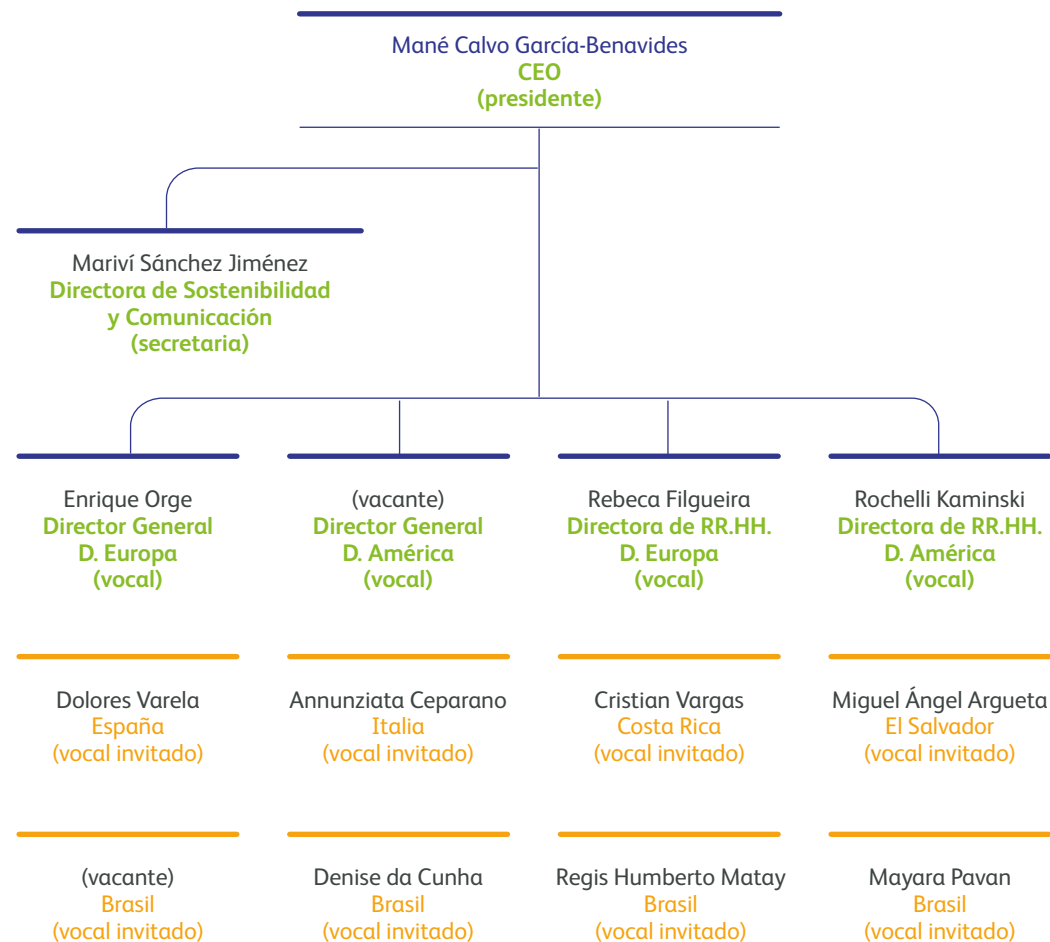 Mané Calvo García-Benavides
CEO
(presidente)
Mariví Sánchez Jiménez
Directora de Sostenibilidad
y Comunicación
(secretaria)
Enrique Orge
Director General
D. Europa
(vocal)
(vacante)
Director General
D. América
(vocal)
Rebeca Filgueira
Directora de RR.HH.
D. Europa
(vocal)
Rochelli Kaminski
Directora de RR.HH.
D. América
(vocal)
Dolores Varela
España
(vocal invitado)
Annunziata Ceparano
Italia
(vocal invitado)
Cristian Vargas
Costa Rica
(vocal invitado)
Miguel Ángel Argueta
El Salvador
(vocal invitado)
(vacante)
Brasil
(vocal invitado)
Denise da Cunha
Brasil
(vocal invitado)
Regis Humberto Matay
Brasil
(vocal invitado)
Mayara Pavan
Brasil
(vocal invitado)